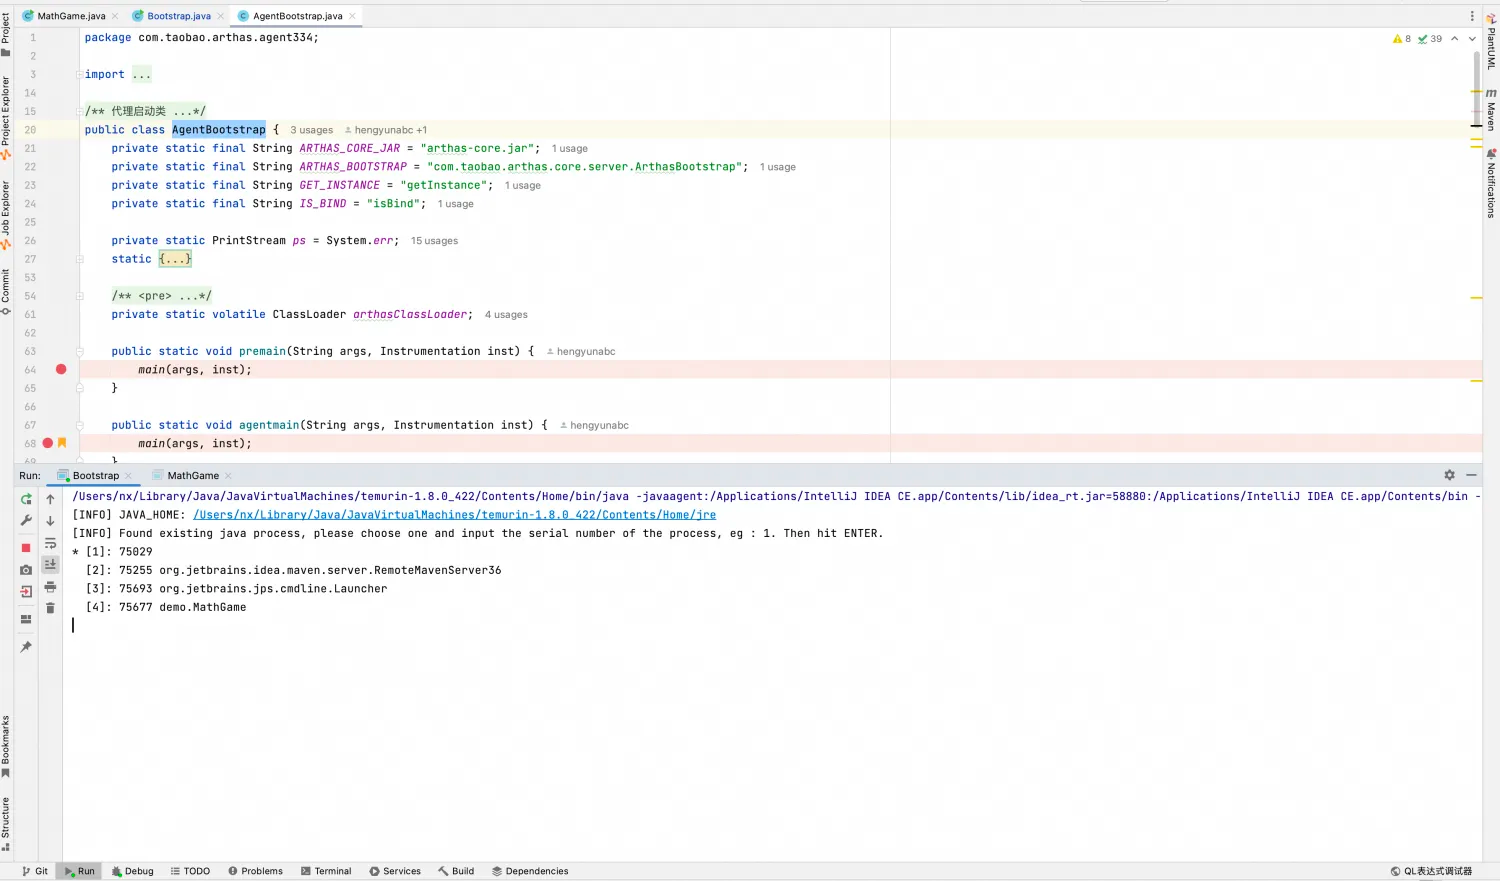 MathGame.java
Bootstrap.java
AgentBootstrap.java
Project
Project Explorer
Job Explorer
Commit
Bookmarks
Structure
PlantUML
Maven
Notifications
8 39
1 package com.taobao.arthas.agent334;
2
3 import ...
14
15 /** 代理启动类 ...*/
20 public class AgentBootstrap { 3 usages hengyunabc +1
21 private static final String ARTHAS_CORE_JAR = "arthas-core.jar"; 1 usage
22 private static final String ARTHAS_BOOTSTRAP = "com.taobao.arthas.core.server.ArthasBootstrap"; 1 usage
23 private static final String GET_INSTANCE = "getInstance"; 1 usage
24 private static final String IS_BIND = "isBind"; 1 usage
25
26 private static PrintStream ps = System.err; 15 usages
27 static {...}
53
54 /** <pre> ...*/
61 private static volatile ClassLoader arthasClassLoader; 4 usages
62
63 public static void premain(String args, Instrumentation inst) { hengyunabc
64 main(args, inst);
65 }
66
67 public static void agentmain(String args, Instrumentation inst) { hengyunabc
68 main(args, inst);
69 }
Run: Bootstrap MathGame
/Users/nx/Library/Java/JavaVirtualMachines/temurin-1.8.0_422/Contents/Home/bin/java -javaagent:/Applications/IntelliJ IDEA CE.app/Contents/lib/idea_rt.jar=58880:/Applications/IntelliJ IDEA CE.app/Contents/bin -
[INFO] JAVA_HOME: /Users/nx/Library/Java/JavaVirtualMachines/temurin-1.8.0_422/Contents/Home/jre
[INFO] Found existing java process, please choose one and input the serial number of the process, eg : 1. Then hit ENTER.
* [1]: 75029
[2]: 75255 org.jetbrains.idea.maven.server.RemoteMavenServer36
[3]: 75693 org.jetbrains.jps.cmdline.Launcher
[4]: 75677 demo.MathGame
Git Run Debug TODO Problems Terminal Services Build Dependencies
QL表达式调试器